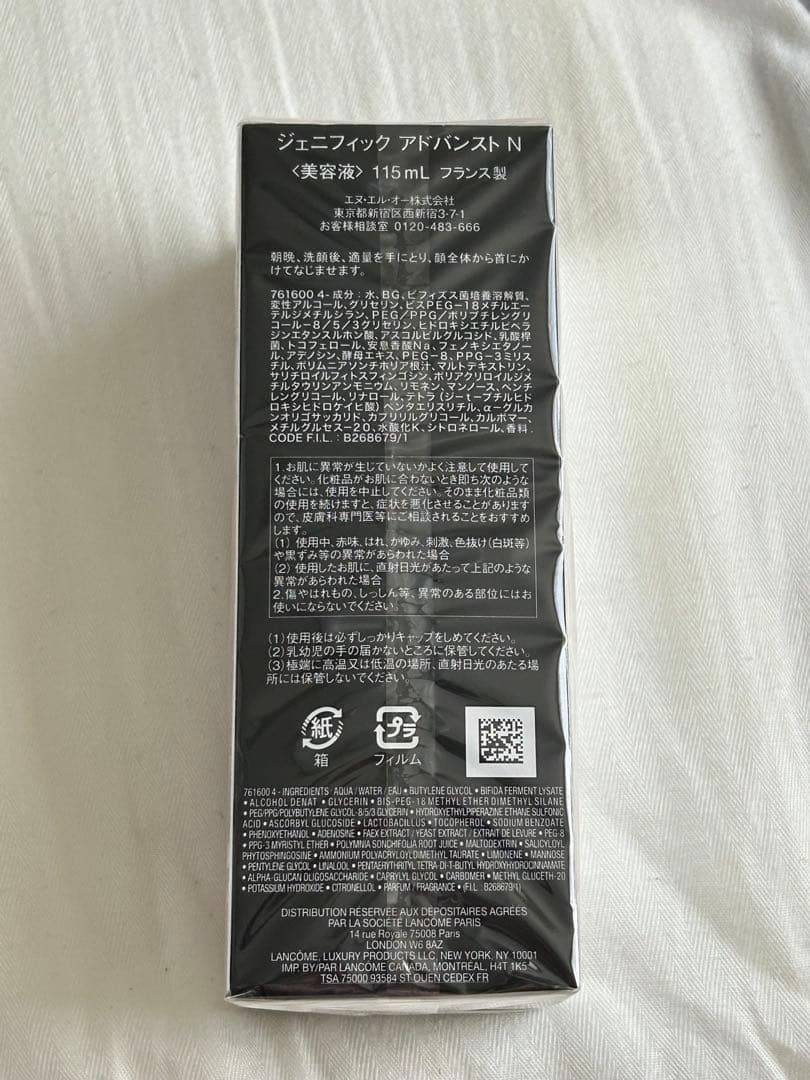 ジェニフィック アドバンスト N
〈美容液〉 115mL フランス製
エヌ・エル・オー株式会社
東京都新宿区西新宿3-7-1
お客様相談室 0120-483-666
朝晩、洗顔後、適量を手にとり、顔全体から首にか
けてなじませます。
761600 4- 成分：水、BG、ビフィズス菌培養溶解質、
変性アルコール、グリセリン、ビスPEG-18メチルエー
テルジメチルシラン、PEG/PPG/ポリブチレングリ
コール-8/5/3グリセリン、ヒドロキシエチルピペラ
ジンエタンスルホン酸、アスコルビルグルコシド、乳酸桿
菌、トコフェロール、安息香酸Na、フェノキシエタノー
ル、アデノシン、酵母エキス、PEG-8、PPG-3ミリス
チル、ポリムニアソンチホリア根汁、マルトデキストリン、
サリチロイルフィトスフィンゴシン、ポリアクリロイルジメ
チルタウリンアンモニウム、リモネン、マンノース、ペンチ
レングリコール、リナロール、テトラ(ジ-t-ブチルヒド
ロキシヒドロケイヒ酸)ペンタエリスリチル、α-グルカ
ンオリゴサッカリド、カプリリルグリコール、カルボマー、
メチルグルセス-20、水酸化K、シトロネロール、香料.
CODE F.I.L. : B268679/1
1.お肌に異常が生じていないかよく注意して使用して
ください。化粧品がお肌に合わないとき即ち次のような
場合には、使用を中止してください。そのまま化粧品類
の使用を続けますと、症状を悪化させることがあります
ので、皮膚科専門医等にご相談されることをおすすめ
します。
(1) 使用中、赤味、はれ、かゆみ、刺激、色抜け(白斑等)
や黒ずみ等の異常があらわれた場合
(2) 使用したお肌に、直射日光があたって上記のような
異常があらわれた場合
2.傷やはれもの、しっしん等、異常のある部位にはお
使いにならないでください。
(1)使用後は必ずしっかりキャップをしめてください。
(2)乳幼児の手の届かないところに保管してください。
(3)極端に高温又は低温の場所、直射日光のあたる場
所には保管しないでください。
紙 プラ
箱 フィルム
761600 4 - INGREDIENTS : AQUA / WATER / EAU • BUTYLENE GLYCOL • BIFIDA FERMENT LYSATE
• ALCOHOL DENAT. • GLYCERIN • BIS-PEG-18 METHYL ETHER DIMETHYL SILANE
• PEG/PPG/POLYBUTYLENE GLYCOL-8/5/3 GLYCERIN • HYDROXYETHYLPIPERAZINE ETHANE SULFONIC
ACID • ASCORBYL GLUCOSIDE • LACTOBACILLUS • TOCOPHEROL • SODIUM BENZOATE
• PHENOXYETHANOL • ADENOSINE • FAEX EXTRACT / YEAST EXTRACT / EXTRAIT DE LEVURE • PEG-8
PPG-3 MYRISTYL ETHER • POLYMNIA SONCHIFOLIA ROOT JUICE • MALTODEXTRIN • SALICYLOYL
PHYTOSPHINGOSINE • AMMONIUM POLYACRYLOYLDIMETHYL TAURATE • LIMONENE • MANNOSE
• PENTYLENE GLYCOL • LINALOOL • PENTAERYTHRITYL TETRA-DI-T-BUTYL HYDROXYHYDROCINNAMATE
• ALPHA-GLUCAN OLIGOSACCHARIDE • CAPRYLYL GLYCOL • CARBOMER • METHYL GLUCETH-20
• POTASSIUM HYDROXIDE • CITRONELLOL • PARFUM / FRAGRANCE • (F.I.L. : B268679/1)
DISTRIBUTION RÉSERVÉE AUX DÉPOSITAIRES AGRÉES
PAR LA SOCIÉTÉ LANCÔME PARIS
14 rue Royale 75008 Paris
LONDON W6 8AZ
LANCÔME, LUXURY PRODUCTS LLC, NEW YORK, NY 10001
IMP. BY/PAR LANCÔME CANADA, MONTREAL, H4T 1K5
TSA 75000 93584 ST OUEN CEDEX FR